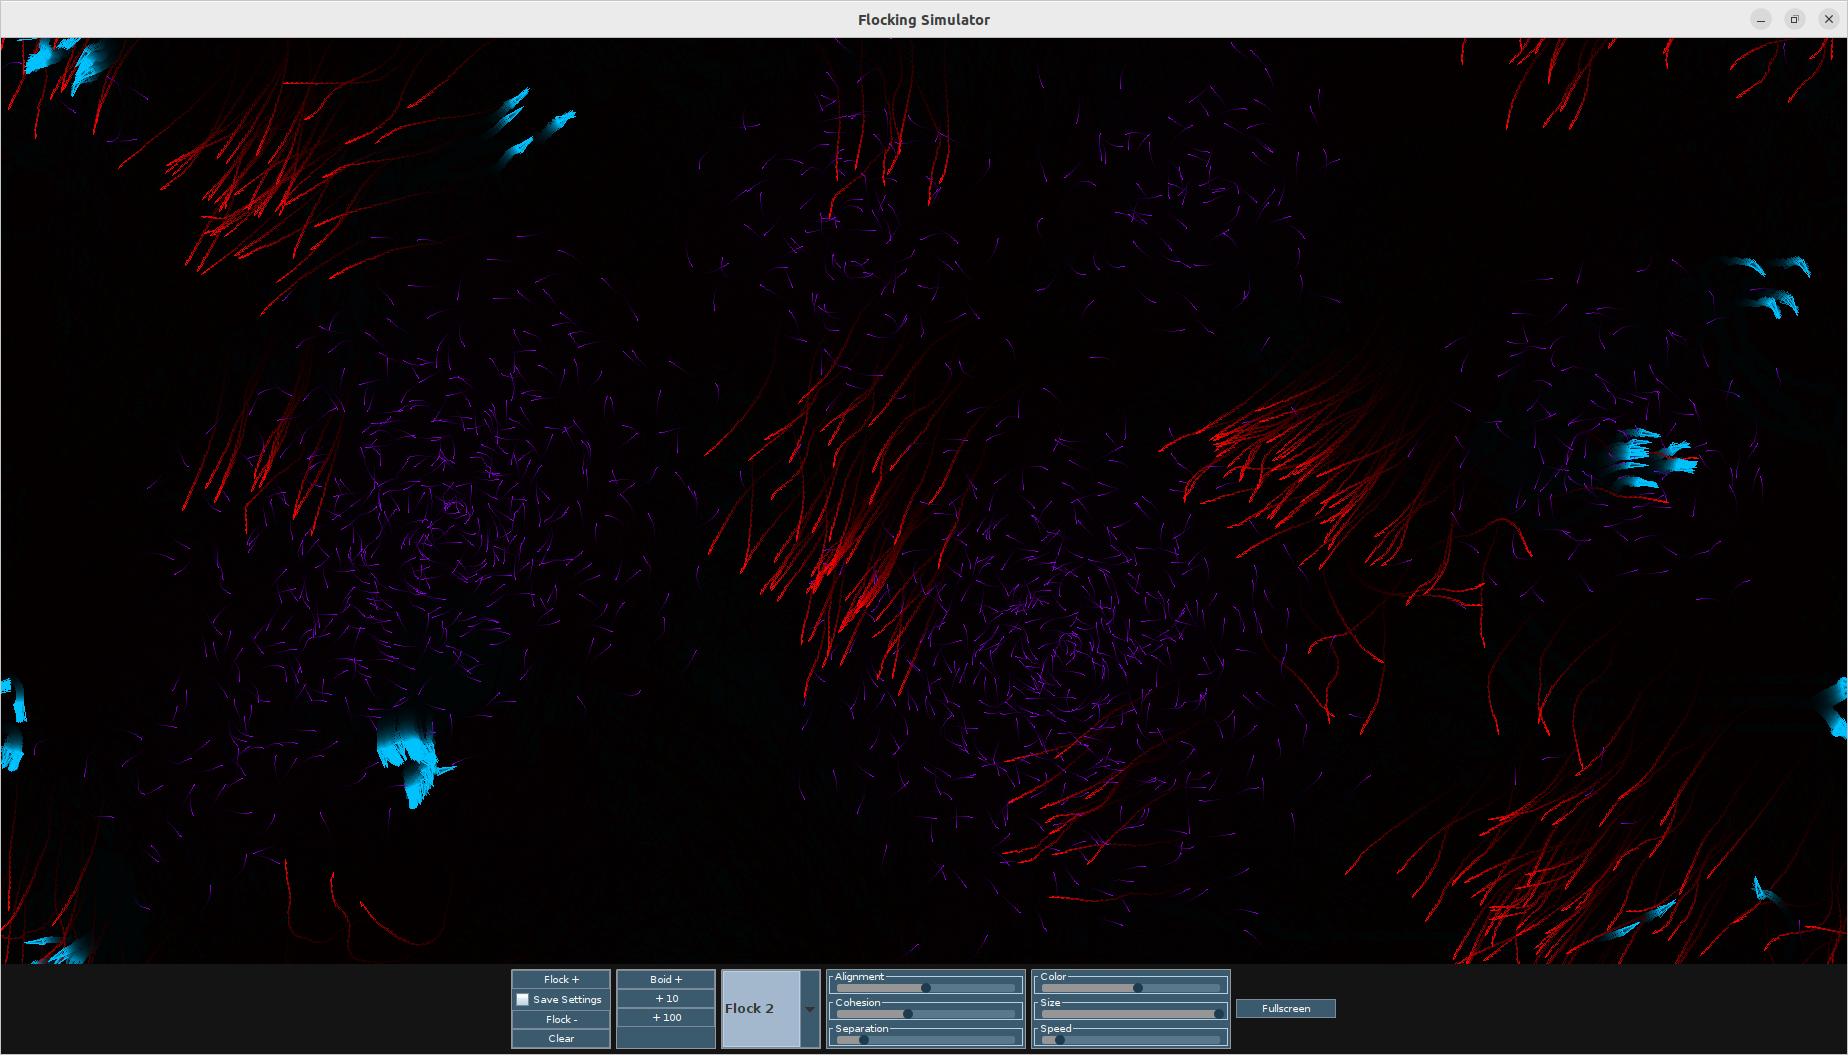 Flocking Simulator
Flock +
Save Settings
Flock -
Clear
Boid +
+ 10
+ 100
Flock 2
Alignment
Cohesion
Separation
Color
Size
Speed
Fullscreen